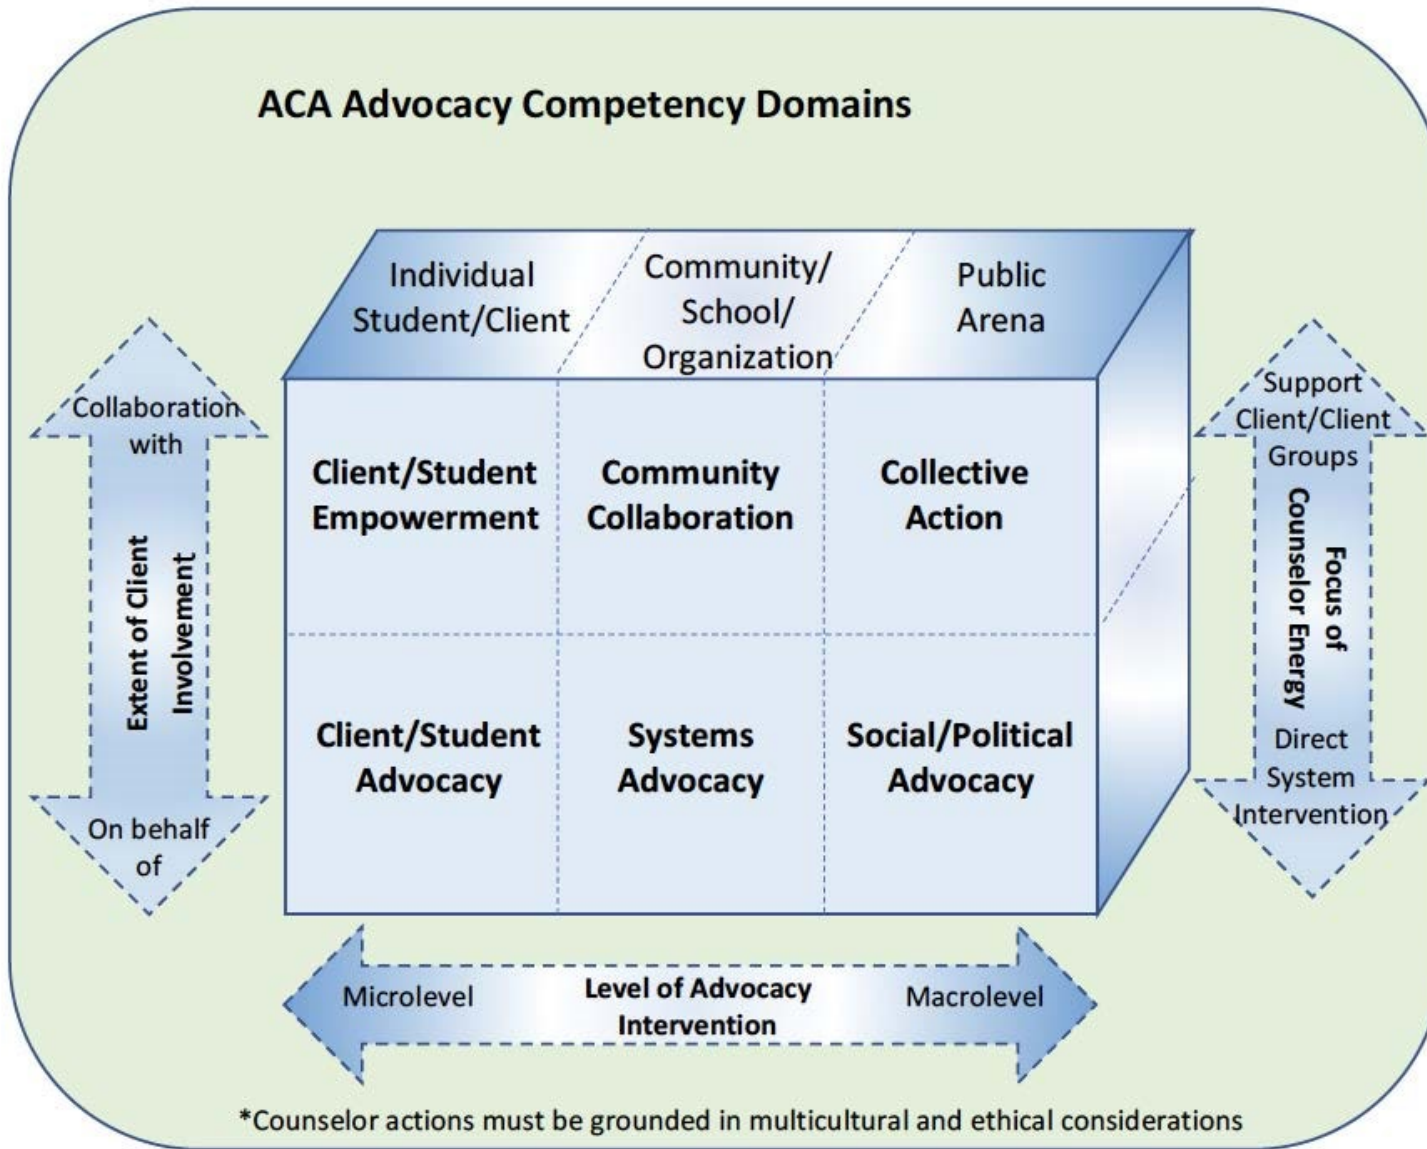 ACA Advocacy Competency Domains
Individual
Student/Client
Community/
School/
Organization
Public
Arena
Collaboration
with
Extent of Client
Involvement
On behalf
of
Client/Student
Empowerment
Community
Collaboration
Collective
Action
Client/Student
Advocacy
Systems
Advocacy
Social/Political
Advocacy
Support
Client/Client
Groups
Focus of
Counselor Energy
Direct
System
Intervention
Microlevel
Level of Advocacy
Intervention
Macrolevel
*Counselor actions must be grounded in multicultural and ethical considerations